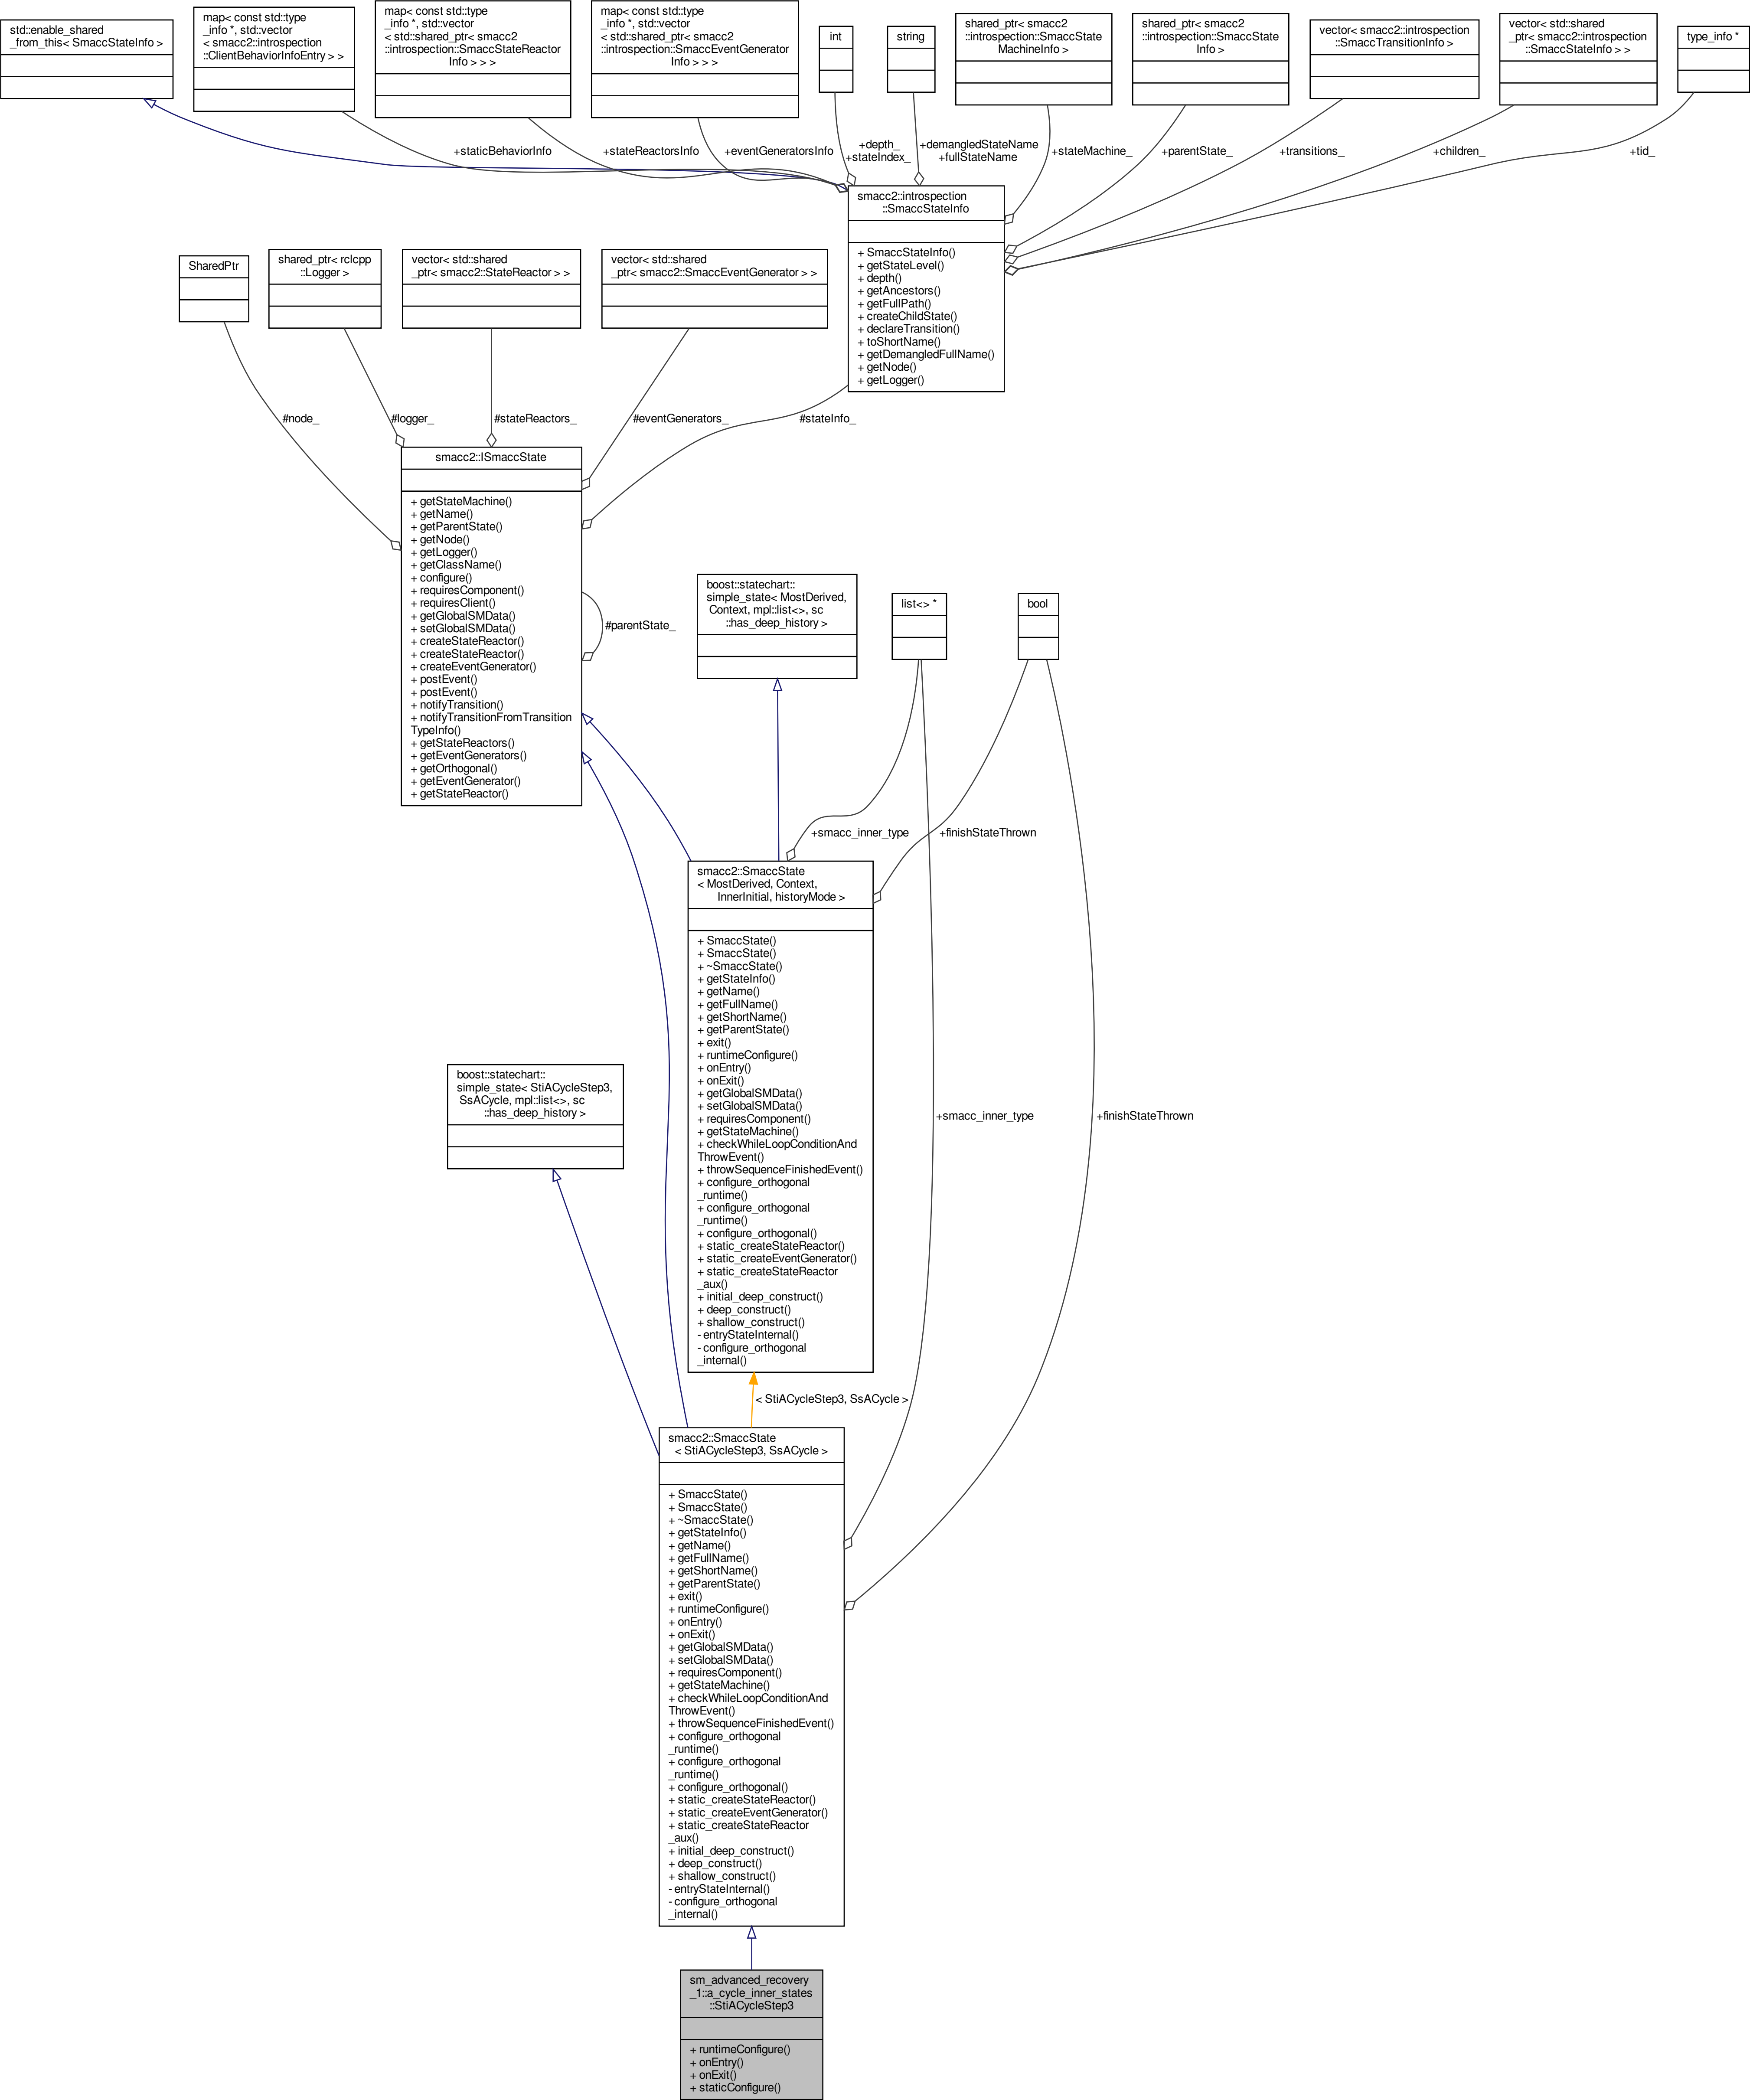 std::enable_shared
_from_this< SmaccStateInfo >
map< const std::type
_info *, std::vector
< smacc2::introspection
::ClientBehaviorInfoEntry > >
map< const std::type
_info *, std::vector
< std::shared_ptr< smacc2
::introspection::SmaccStateReactor
Info > > >
map< const std::type
_info *, std::vector
< std::shared_ptr< smacc2
::introspection::SmaccEventGenerator
Info > > >
int
string
shared_ptr< smacc2
::introspection::SmaccState
MachineInfo >
shared_ptr< smacc2
::introspection::SmaccState
Info >
vector< smacc2::introspection
::SmaccTransitionInfo >
vector< std::shared
_ptr< smacc2::introspection
::SmaccStateInfo > >
type_info *
+staticBehaviorInfo
+stateReactorsInfo
+eventGeneratorsInfo
+depth_
+stateIndex_
+demangledStateName
+fullStateName
+stateMachine_
+parentState_
+transitions_
+children_
+tid_
smacc2::introspection
::SmaccStateInfo
+ SmaccStateInfo()
+ getStateLevel()
+ depth()
+ getAncestors()
+ getFullPath()
+ createChildState()
+ declareTransition()
+ toShortName()
+ getDemangledFullName()
+ getNode()
+ getLogger()
SharedPtr
shared_ptr< rclcpp
::Logger >
vector< std::shared
_ptr< smacc2::StateReactor > >
vector< std::shared
_ptr< smacc2::SmaccEventGenerator > >
#node_
#logger_
#stateReactors_
#eventGenerators_
#stateInfo_
smacc2::ISmaccState
+ getStateMachine()
+ getName()
+ getParentState()
+ getNode()
+ getLogger()
+ getClassName()
+ configure()
+ requiresComponent()
+ requiresClient()
+ getGlobalSMData()
+ setGlobalSMData()
+ createStateReactor()
+ createStateReactor()
+ createEventGenerator()
+ postEvent()
+ postEvent()
+ notifyTransition()
+ notifyTransitionFromTransition
TypeInfo()
+ getStateReactors()
+ getEventGenerators()
+ getOrthogonal()
+ getEventGenerator()
+ getStateReactor()
#parentState_
boost::statechart::
simple_state< MostDerived,
Context, mpl::list<>, sc
::has_deep_history >
list<> *
bool
+smacc_inner_type
+finishStateThrown
smacc2::SmaccState
< MostDerived, Context,
InnerInitial, historyMode >
+ SmaccState()
+ SmaccState()
+ ~SmaccState()
+ getStateInfo()
+ getName()
+ getFullName()
+ getShortName()
+ getParentState()
+ exit()
+ runtimeConfigure()
+ onEntry()
+ onExit()
+ getGlobalSMData()
+ setGlobalSMData()
+ requiresComponent()
+ getStateMachine()
+ checkWhileLoopConditionAnd
ThrowEvent()
+ throwSequenceFinishedEvent()
+ configure_orthogonal
_runtime()
+ configure_orthogonal
_runtime()
+ configure_orthogonal()
+ static_createStateReactor()
+ static_createEventGenerator()
+ static_createStateReactor
_aux()
+ initial_deep_construct()
+ deep_construct()
+ shallow_construct()
- entryStateInternal()
- configure_orthogonal
_internal()
boost::statechart::
simple_state< StiACycleStep3,
SsACycle, mpl::list<>, sc
::has_deep_history >
+smacc_inner_type
+finishStateThrown
< StiACycleStep3, SsACycle >
smacc2::SmaccState
< StiACycleStep3, SsACycle >
+ SmaccState()
+ SmaccState()
+ ~SmaccState()
+ getStateInfo()
+ getName()
+ getFullName()
+ getShortName()
+ getParentState()
+ exit()
+ runtimeConfigure()
+ onEntry()
+ onExit()
+ getGlobalSMData()
+ setGlobalSMData()
+ requiresComponent()
+ getStateMachine()
+ checkWhileLoopConditionAnd
ThrowEvent()
+ throwSequenceFinishedEvent()
+ configure_orthogonal
_runtime()
+ configure_orthogonal
_runtime()
+ configure_orthogonal()
+ static_createStateReactor()
+ static_createEventGenerator()
+ static_createStateReactor
_aux()
+ initial_deep_construct()
+ deep_construct()
+ shallow_construct()
- entryStateInternal()
- configure_orthogonal
_internal()
sm_advanced_recovery
_1::a_cycle_inner_states
::StiACycleStep3
+ runtimeConfigure()
+ onEntry()
+ onExit()
+ staticConfigure()